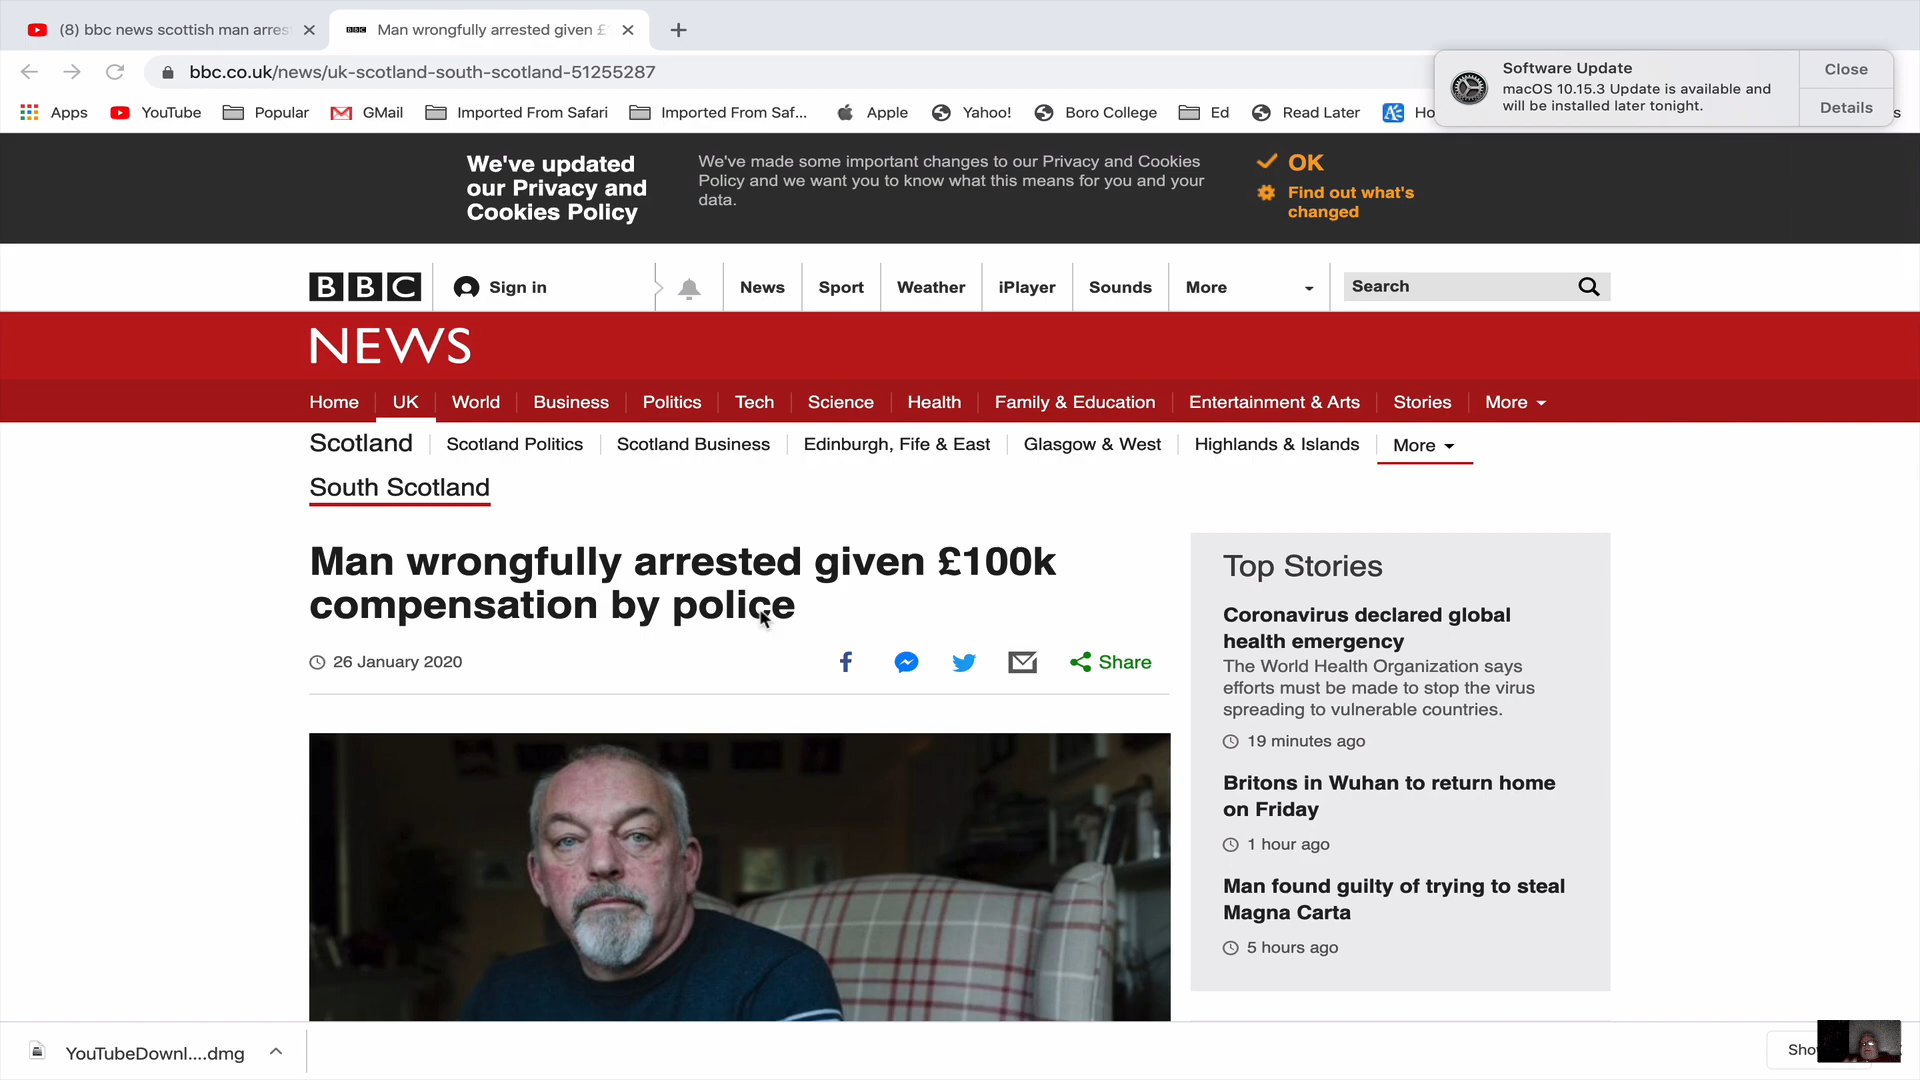 (8) bbc news scottish man arres
Man wrongfully arrested given £
bbc.co.uk/news/uk-scotland-south-scotland-51255287
Software Update
macOS 10.15.3 Update is available and
will be installed later tonight.
Close
Details
Apps YouTube Popular GMail Imported From Safari Imported From Saf... Apple Yahoo! Boro College Ed Read Later Ho
We've updated
our Privacy and
Cookies Policy
We've made some important changes to our Privacy and Cookies
Policy and we want you to know what this means for you and your
data.
OK
Find out what's
changed
BBC Sign in News Sport Weather iPlayer Sounds More Search
NEWS
Home UK World Business Politics Tech Science Health Family & Education Entertainment & Arts Stories More
Scotland Scotland Politics Scotland Business Edinburgh, Fife & East Glasgow & West Highlands & Islands More
South Scotland
Man wrongfully arrested given £100k
compensation by police
26 January 2020
Share
Top Stories
Coronavirus declared global
health emergency
The World Health Organization says
efforts must be made to stop the virus
spreading to vulnerable countries.
19 minutes ago
Britons in Wuhan to return home
on Friday
1 hour ago
Man found guilty of trying to steal
Magna Carta
5 hours ago
YouTubeDownl....dmg